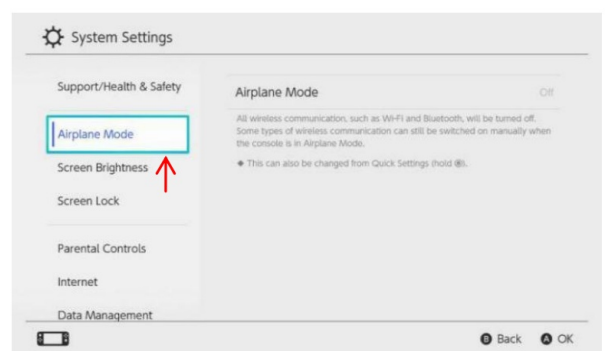 System Settings
Support/Health & Safety
Airplane Mode
Screen Brightness
Screen Lock
Parental Controls
Internet
Data Management
Airplane Mode Off
All wireless communication, such as Wi-Fi and Bluetooth, will be turned off.
Some types of wireless communication can still be switched on manually when
the console is in Airplane Mode.
◆ This can also be changed from Quick Settings (hold ).
B Back A OK